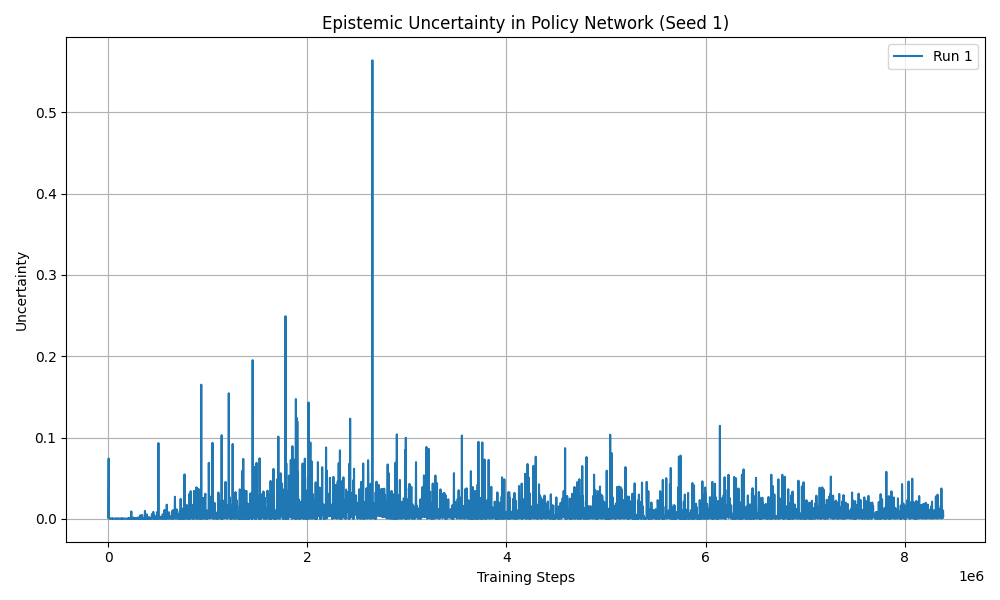 Epistemic Uncertainty in Policy Network (Seed 1)
Run 1
0.5
0.4
0.3
0.2
0.1
0.0
Uncertainty
0 2 4 6 8
1e6
Training Steps